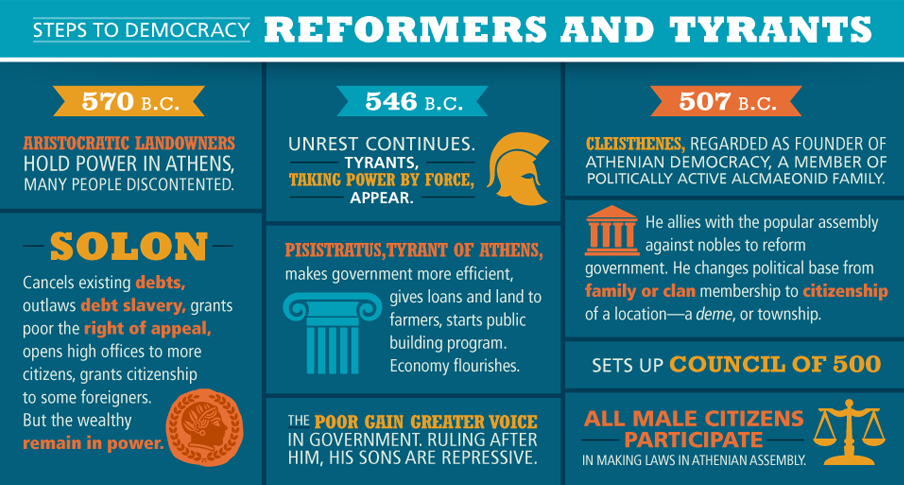 STEPS TO DEMOCRACY REFORMERS AND TYRANTS
570 B.C.
ARISTOCRATIC LANDOWNERS
HOLD POWER IN ATHENS,
MANY PEOPLE DISCONTENTED.
SOLON
Cancels existing debts,
outlaws debt slavery, grants
poor the right of appeal,
opens high offices to more
citizens, grants citizenship
to some foreigners.
But the wealthy
remain in power.
546 B.C.
UNREST CONTINUES.
TYRANTS,
TAKING POWER BY FORCE,
APPEAR.
PISISTRATUS, TYRANT OF ATHENS,
makes government more efficient,
gives loans and land to
farmers, starts public
building program.
Economy flourishes.
THE POOR GAIN GREATER VOICE
IN GOVERNMENT. RULING AFTER
HIM, HIS SONS ARE REPRESSIVE.
507 B.C.
CLEISTHENES, REGARDED AS FOUNDER OF
ATHENIAN DEMOCRACY, A MEMBER OF
POLITICALLY ACTIVE ALCMAEONID FAMILY.
He allies with the popular assembly
against nobles to reform
government. He changes political base from
family or clan membership to citizenship
of a location—a deme, or township.
SETS UP COUNCIL OF 500
ALL MALE CITIZENS
PARTICIPATE
IN MAKING LAWS IN ATHENIAN ASSEMBLY.